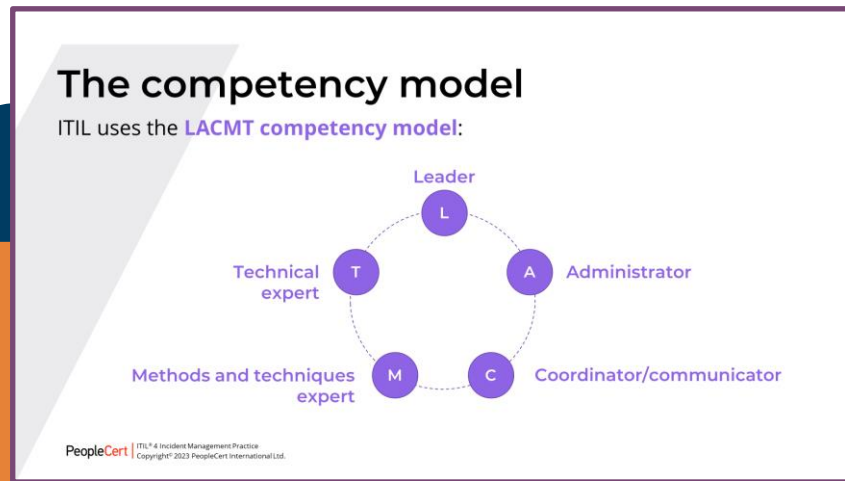 The competency model
ITIL uses the LACMT competency model:
Leader
L
Technical
expert
T
A
Administrator
Methods and techniques
expert
M
C
Coordinator/communicator
PeopleCert
ITIL® 4 Incident Management Practice
Copyright© 2023 PeopleCert International Ltd.